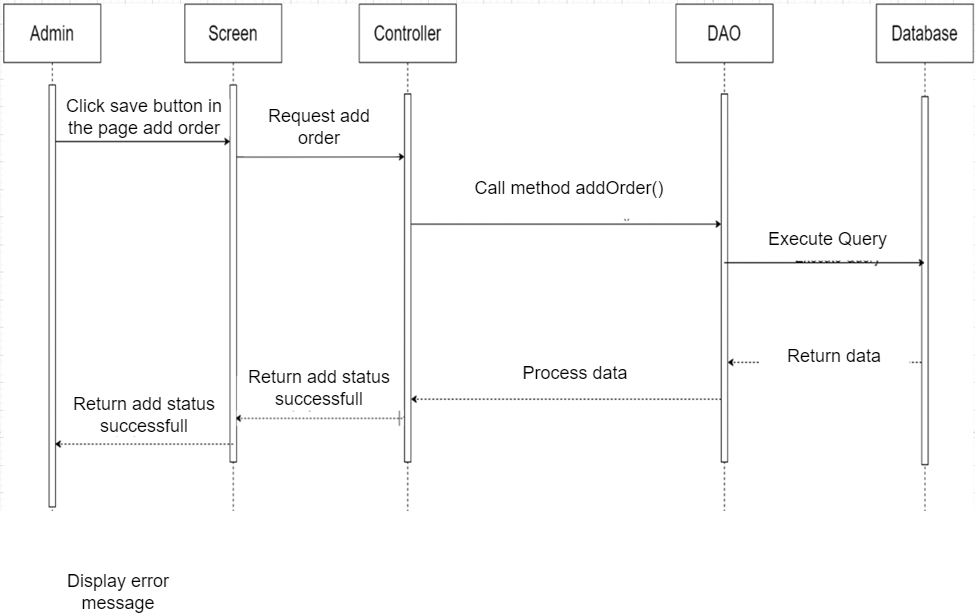 Admin
Screen
Controller
DAO
Database
Click save button in
the page add order
Request add
order
Call method addOrder()
Execute Query
Return data
Process data
Return add status
successfull
Return add status
successfull
Display error
message